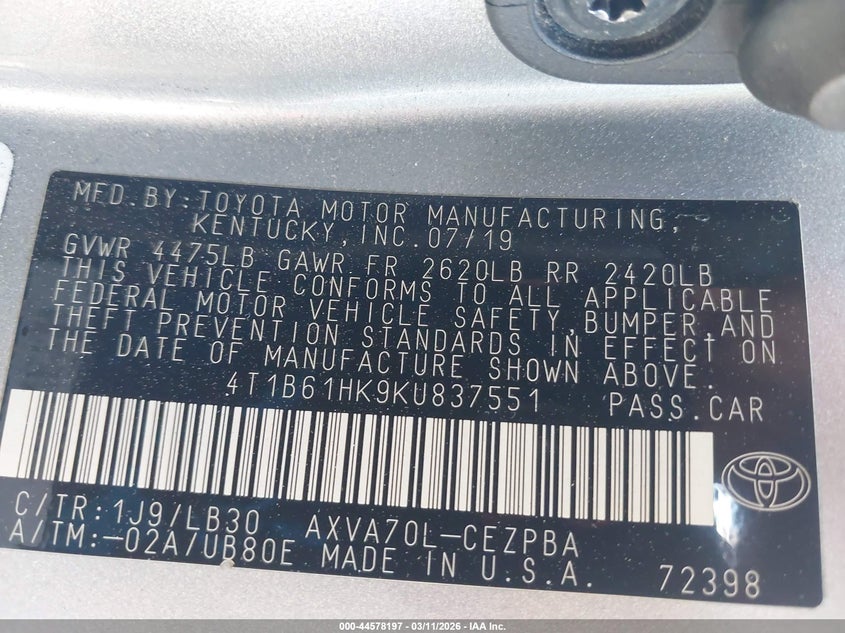 MFD.BY:TOYOTA MOTOR MANUFACTURING,
KENTUCKY,INC.07/19
GVWR 4475LB GAWR FR 2620LB RR 2420LB
THIS VEHICLE CONFORMS TO ALL APPLICABLE
FEDERAL MOTOR VEHICLE SAFETY,BUMPER,AND
THEFT PREVENTION STANDARDS IN EFFECT ON
THE DATE OF MANUFACTURE SHOWN ABOVE.
4T1B61HK9KU837551 PASS.CAR
C/TR:1J9/LB30 AXVA70L-CEZPBA
A/TM:-02A/UB80E MADE IN U.S.A. 72398
000-44578197 - 03/11/2026 - IAA Inc.